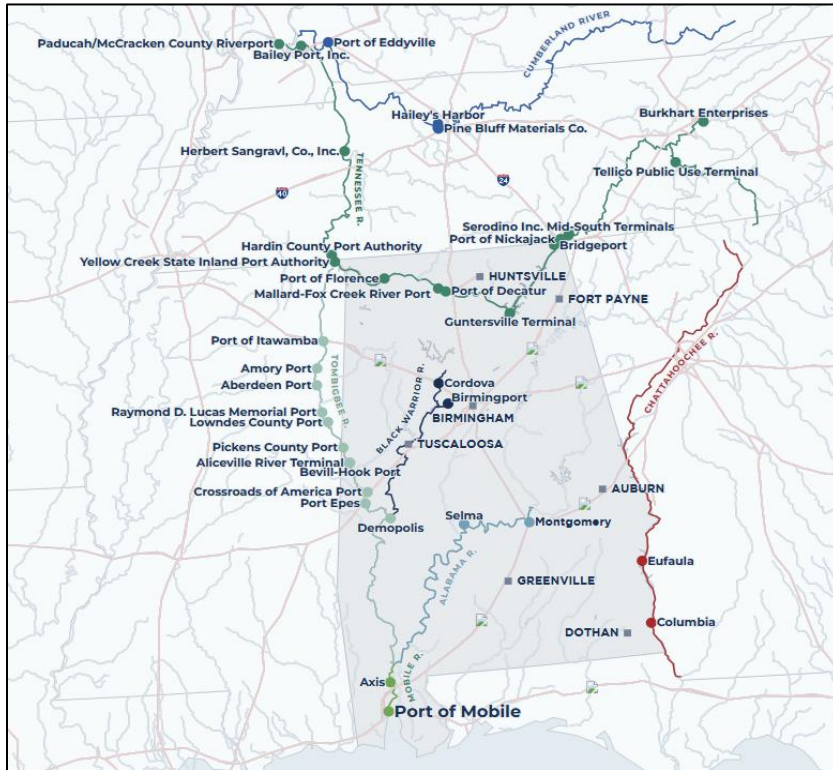 CUMBERLAND RIVER
Paducah/McCracken County Riverport
Port of Eddyville
Bailey Port, Inc.
Hailey's Harbor
Pine Bluff Materials Co.
Burkhart Enterprises
Herbert Sangravl, Co., Inc.
TENNESSEE R.
Tellico Public Use Terminal
24
40
Serodino Inc. Mid-South Terminals
Port of Nickajack
Bridgeport
Hardin County Port Authority
Yellow Creek State Inland Port Authority
Port of Florence
HUNTSVILLE
Mallard-Fox Creek River Port
Port of Decatur
FORT PAYNE
Guntersville Terminal
CHATTAHOOCHEE R.
Port of Itawamba
TOMBIGBEE R.
Amory Port
Aberdeen Port
BLACK WARRIOR R.
Cordova
Birmingport
BIRMINGHAM
Raymond D. Lucas Memorial Port
Lowndes County Port
TUSCALOOSA
Pickens County Port
Aliceville River Terminal
Bevill-Hook Port
Crossroads of America Port
Port Epes
AUBURN
Demopolis
Selma
Montgomery
ALABAMA R.
Eufaula
GREENVILLE
Columbia
DOTHAN
MOBILE R.
Axis
Port of Mobile